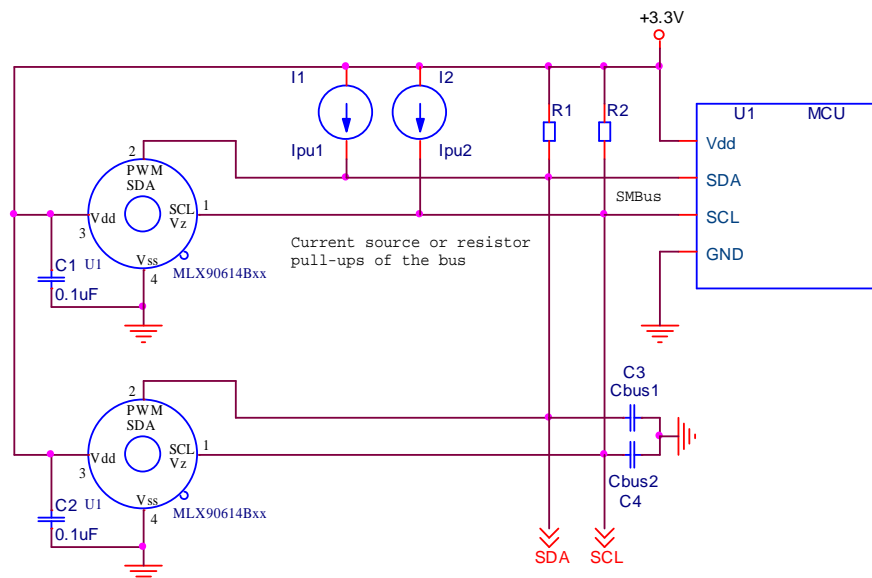 +3.3V
I1
I2
R1
R2
U1 MCU
Ipu1
Ipu2
Vdd
SDA
SCL
GND
SMBus
2
PWM
SDA
SCL
Vz
1
Vdd
3
Vss
4
C1
U1
0.1uF
MLX90614Bxx
Current source or resistor
pull-ups of the bus
2
PWM
SDA
SCL
Vz
1
Vdd
3
Vss
4
C2
U1
0.1uF
MLX90614Bxx
C3
Cbus1
Cbus2
C4
SDA
SCL